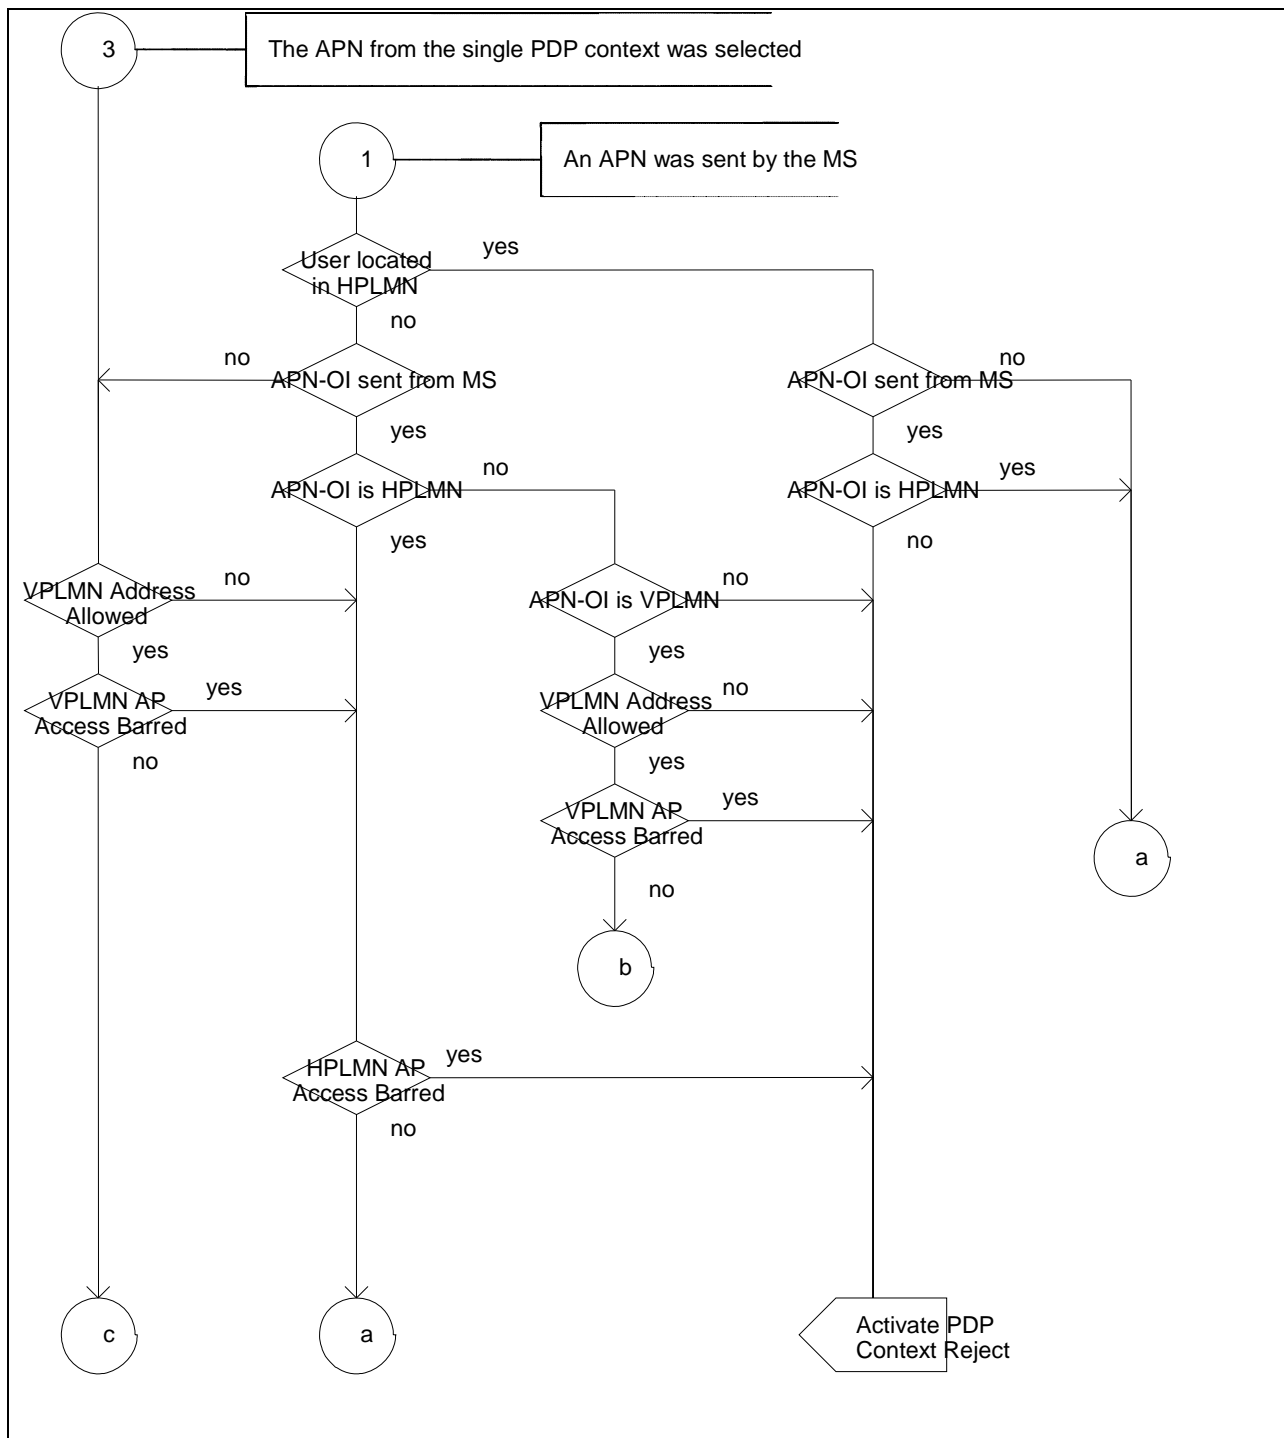 3
The APN from the single PDP context was selected
1
An APN was sent by the MS
User located
in HPLMN
yes
no
no
APN-OI sent from MS
APN-OI sent from MS
no
yes
yes
APN-OI is HPLMN
no
APN-OI is HPLMN
yes
yes
no
VPLMN Address
Allowed
no
APN-OI is VPLMN
no
yes
yes
VPLMN AP
Access Barred
yes
VPLMN Address
Allowed
no
no
yes
VPLMN AP
Access Barred
yes
no
a
b
HPLMN AP
Access Barred
yes
no
c
a
Activate PDP
Context Reject